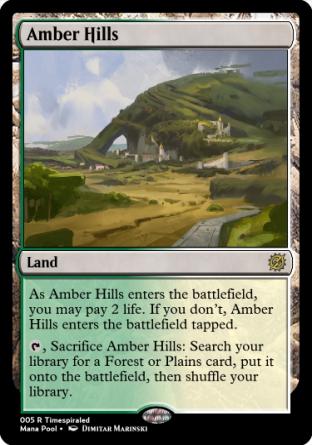 Amber Hills
Land
As Amber Hills enters the battlefield,
you may pay 2 life. If you don't, Amber
Hills enters the battlefield tapped.
, Sacrifice Amber Hills: Search your
library for a Forest or Plains card, put it
onto the battlefield, then shuffle your
library.
005 R Timespiraled
Mana Pool • Dimitar Marinski